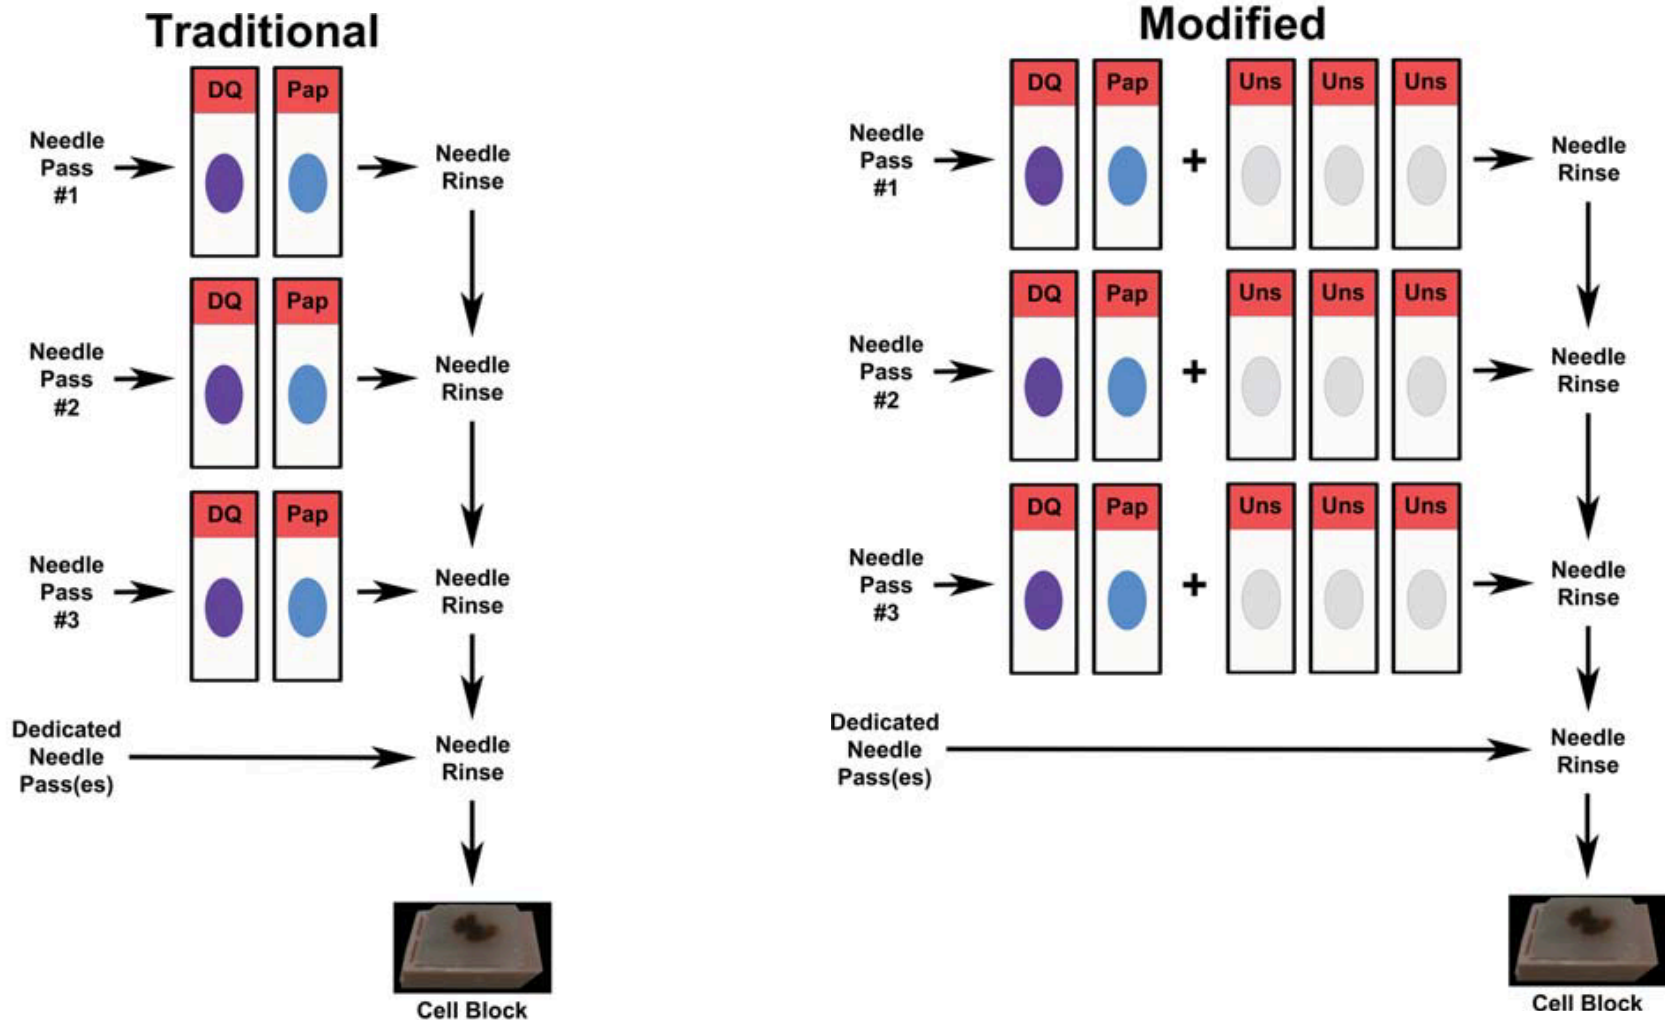 Traditional
DQ Pap
Needle
Pass
#1
Needle
Rinse
DQ Pap
Needle
Pass
#2
Needle
Rinse
DQ Pap
Needle
Pass
#3
Needle
Rinse
Dedicated
Needle
Pass(es)
Needle
Rinse
Cell Block
Modified
DQ Pap Uns Uns Uns
Needle
Pass
#1
+
Needle
Rinse
DQ Pap Uns Uns Uns
Needle
Pass
#2
+
Needle
Rinse
DQ Pap Uns Uns Uns
Needle
Pass
#3
+
Needle
Rinse
Dedicated
Needle
Pass(es)
Needle
Rinse
Cell Block